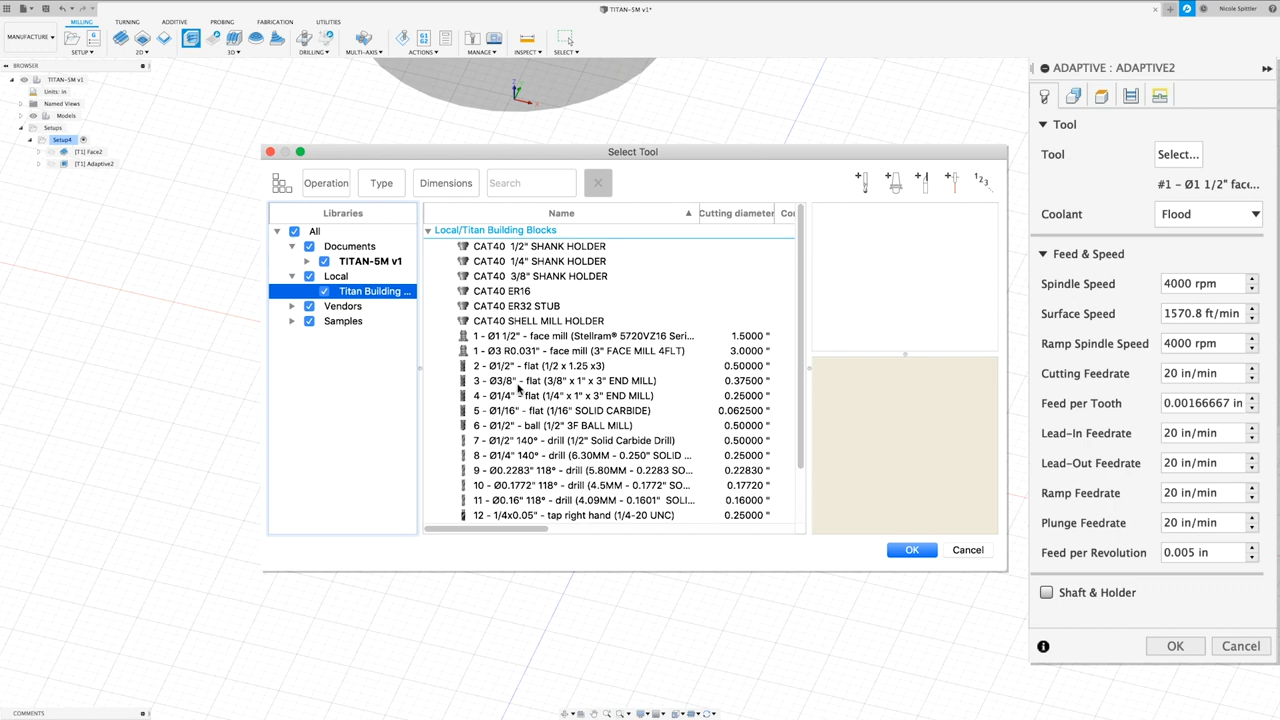 TITAN-5M v1*
Nicole Spittler
MILLING TURNING ADDITIVE PROBING FABRICATION UTILITIES
MANUFACTURE
SETUP 2D 3D DRILLING MULTI-AXIS ACTIONS MANAGE INSPECT SELECT
BROWSER
TITAN-5M v1
Units: in
Named Views
Models
Setups
Setup4
[T1] Face2
[T1] Adaptive2
Select Tool
Operation Type Dimensions Search
Libraries
All
Documents
TITAN-5M v1
Local
Titan Building ...
Vendors
Samples
Name Cutting diameter Cor
Local/Titan Building Blocks
CAT40 1/2" SHANK HOLDER
CAT40 1/4" SHANK HOLDER
CAT40 3/8" SHANK HOLDER
CAT40 ER16
CAT40 ER32 STUB
CAT40 SHELL MILL HOLDER
1 - Ø1 1/2" - face mill (Stellram® 5720VZ16 Seri... 1.5000 "
1 - Ø3 R0.031" - face mill (3" FACE MILL 4FLT) 3.0000 "
2 - Ø1/2" - flat (1/2 x 1.25 x3) 0.50000 "
3 - Ø3/8" - flat (3/8" x 1" x 3" END MILL) 0.37500 "
4 - Ø1/4" - flat (1/4" x 1" x 3" END MILL) 0.25000 "
5 - Ø1/16" - flat (1/16" SOLID CARBIDE) 0.062500 "
6 - Ø1/2" - ball (1/2" 3F BALL MILL) 0.50000 "
7 - Ø1/2" 140° - drill (1/2" Solid Carbide Drill) 0.50000 "
8 - Ø1/4" 140° - drill (6.30MM - 0.250" SOLID ... 0.25000 "
9 - Ø0.2283" 118° - drill (5.80MM - 0.2283 SO... 0.22830 "
10 - Ø0.1772" 118° - drill (4.5MM - 0.1772" SO... 0.17720 "
11 - Ø0.16" 118° - drill (4.09MM - 0.1601" SOLI... 0.16000 "
12 - 1/4x0.05" - tap right hand (1/4-20 UNC) 0.25000 "
OK Cancel
ADAPTIVE : ADAPTIVE2
Tool
Tool Select...
#1 - Ø1 1/2" face...
Coolant Flood
Feed & Speed
Spindle Speed 4000 rpm
Surface Speed 1570.8 ft/min
Ramp Spindle Speed 4000 rpm
Cutting Feedrate 20 in/min
Feed per Tooth 0.00166667 in
Lead-In Feedrate 20 in/min
Lead-Out Feedrate 20 in/min
Ramp Feedrate 20 in/min
Plunge Feedrate 20 in/min
Feed per Revolution 0.005 in
Shaft & Holder
OK Cancel
COMMENTS